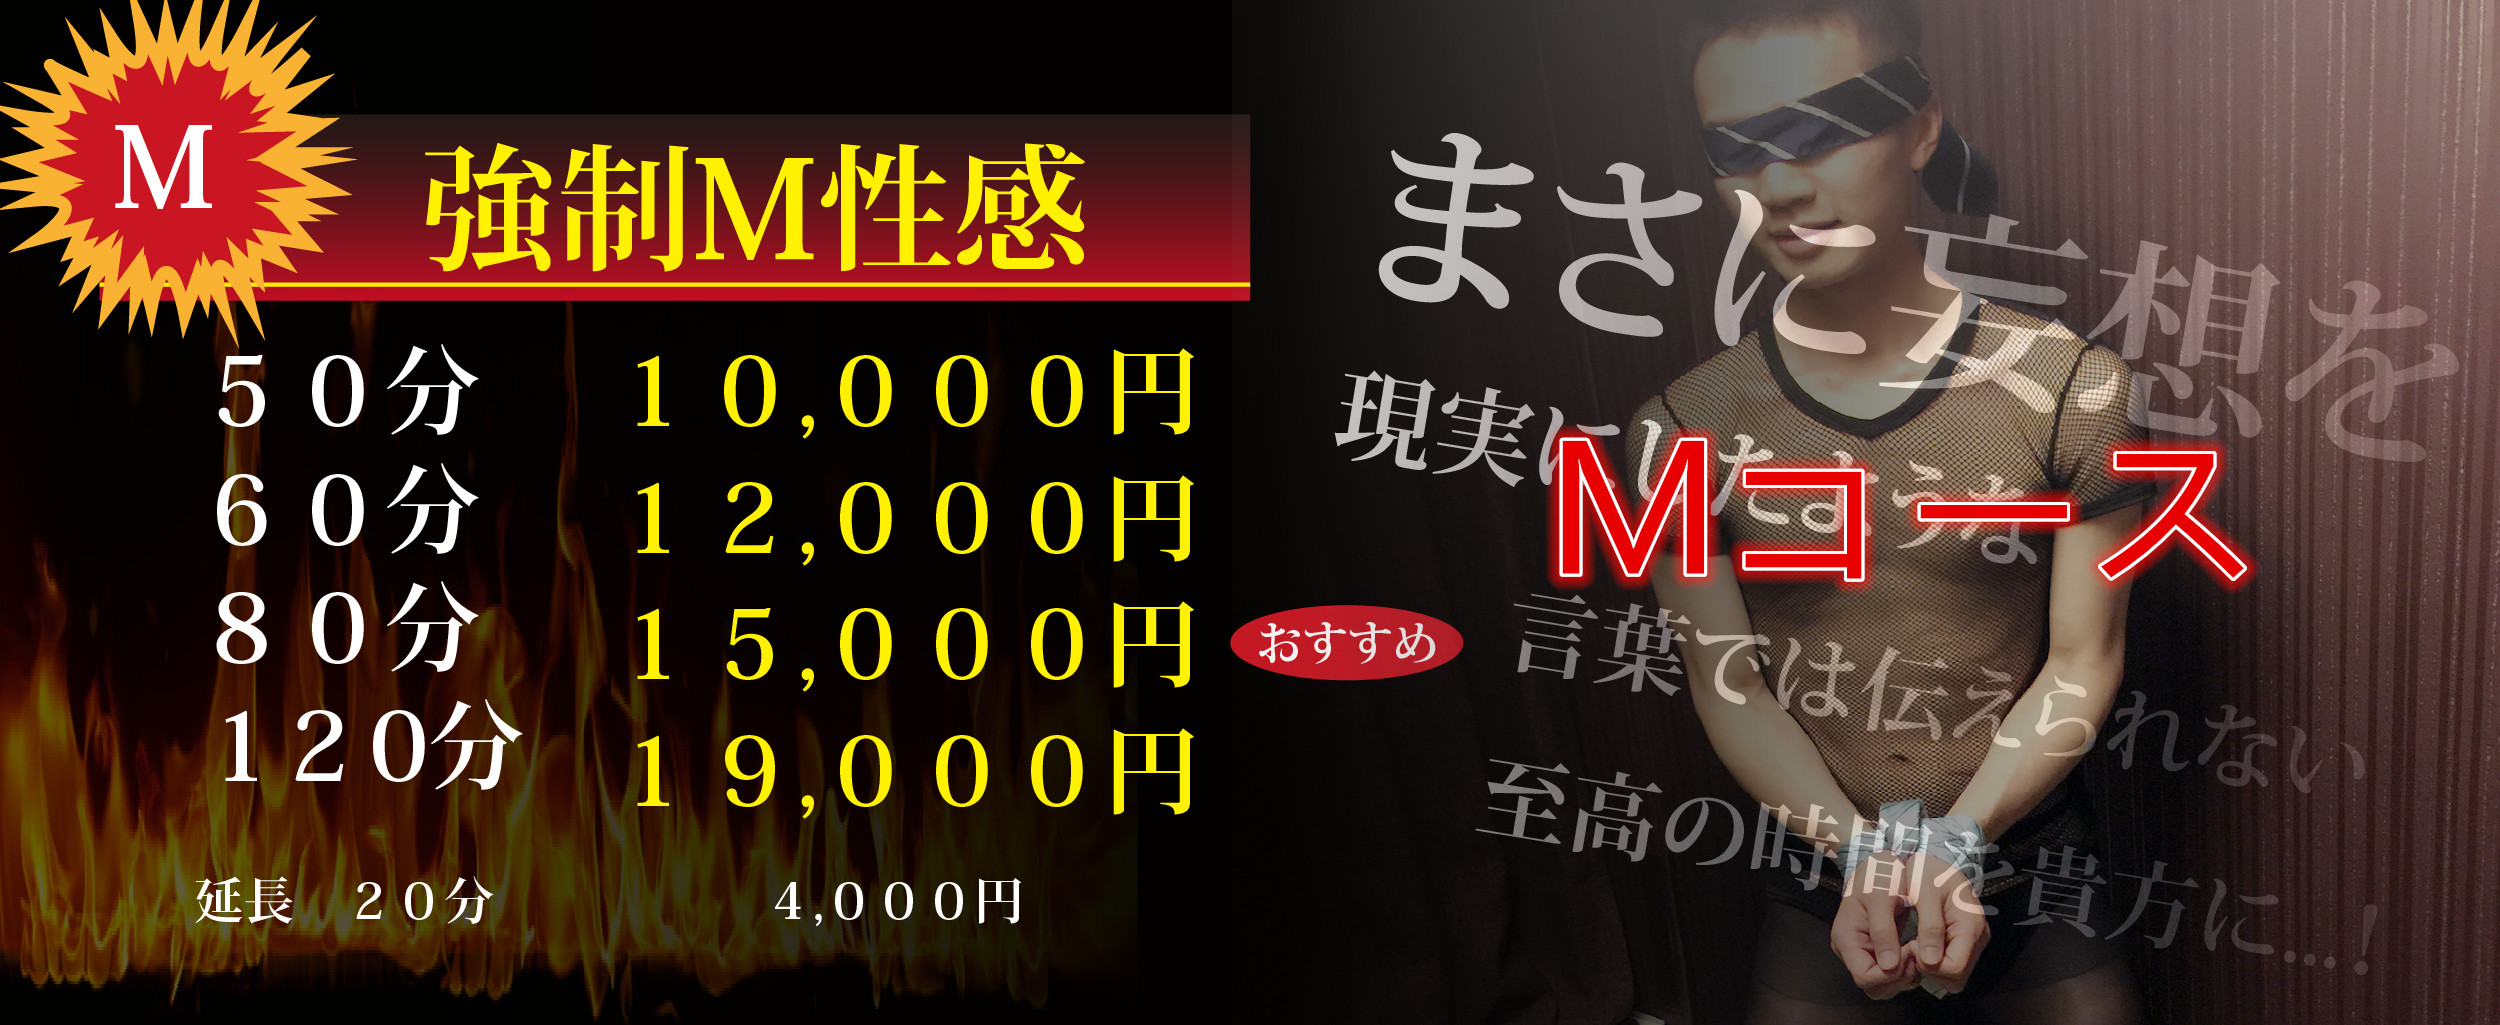 M
強制M性感
５０分　１０,０００円
６０分　１２,０００円
８０分　１５,０００円
おすすめ
１２０分　１９,０００円
延長　２０分　4,０００円
まさに妄想を
現実にしたような
Mコース
言葉では伝えられない
至高の時間を貴方に…！